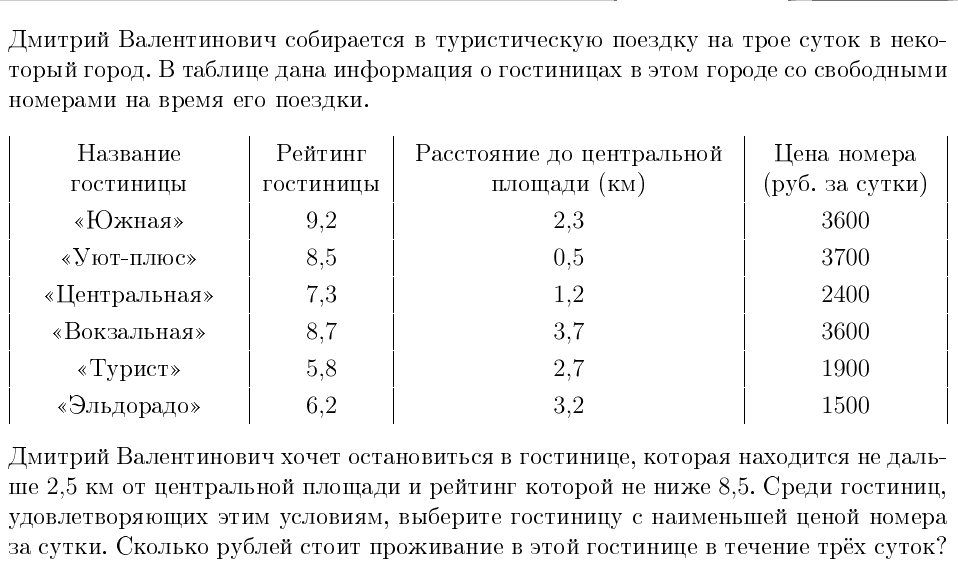 Дмитрий Валентинович собирается в туристическую поездку на трое суток в неко-
торый город. В таблице дана информация о гостиницах в этом городе со свободными
номерами на время его поездки.
Название гостиницы Рейтинг гостиницы Расстояние до центральной площади (км) Цена номера (руб. за сутки)
«Южная» 9,2 2,3 3600
«Уют-плюс» 8,5 0,5 3700
«Центральная» 7,3 1,2 2400
«Вокзальная» 8,7 3,7 3600
«Турист» 5,8 2,7 1900
«Эльдорадо» 6,2 3,2 1500
Дмитрий Валентинович хочет остановиться в гостинице, которая находится не даль-
ше 2,5 км от центральной площади и рейтинг которой не ниже 8,5. Среди гостиниц,
удовлетворяющих этим условиям, выберите гостиницу с наименьшей ценой номера
за сутки. Сколько рублей стоит проживание в этой гостинице в течение трёх суток?